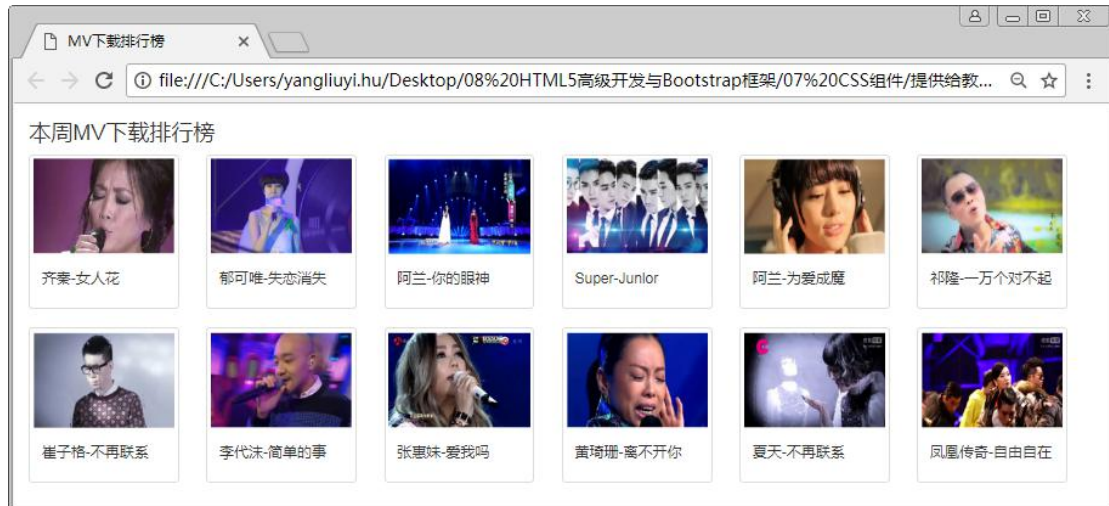 MV下载排行榜
file:///C:/Users/yangliuyi.hu/Desktop/08%20HTML5高级开发与Bootstrap框架/07%20CSS组件/提供给教...
本周MV下载排行榜
齐秦-女人花
郁可唯-失恋消失
阿兰-你的眼神
Super-Junlor
阿兰-为爱成魔
祁隆-一万个对不起
崔子格-不再联系
李代沫-简单的事
张惠妹-爱我吗
黄琦珊-离不开你
夏天-不再联系
凤凰传奇-自由自在